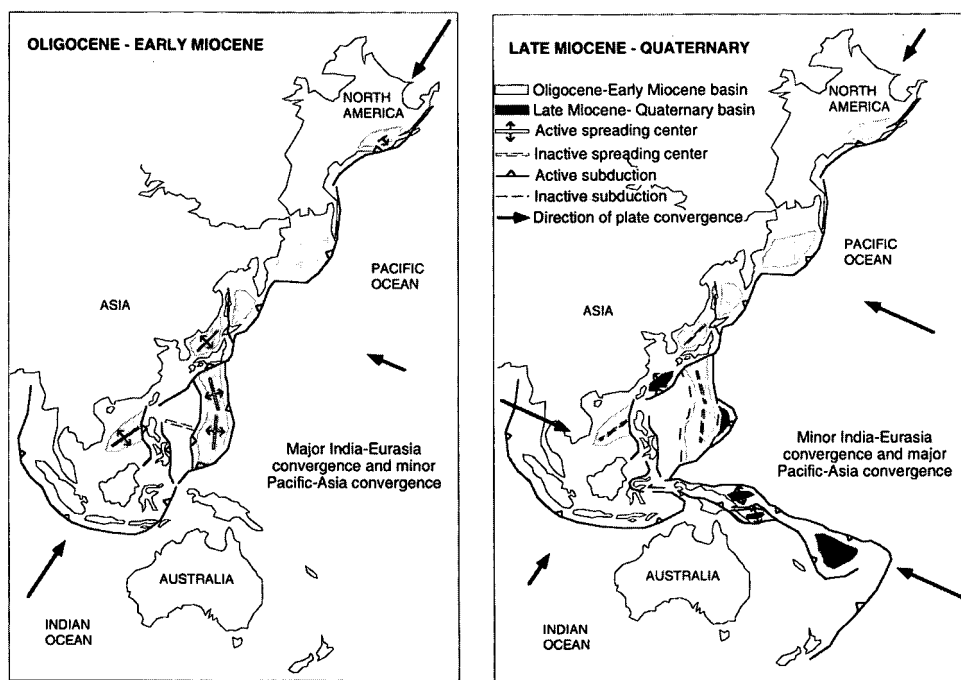 OLIGOCENE - EARLY MIOCENE
NORTH
AMERICA
PACIFIC
OCEAN
ASIA
Major India-Eurasia
convergence and minor
Pacific-Asia convergence
AUSTRALIA
INDIAN
OCEAN
LATE MIOCENE - QUATERNARY
NORTH
AMERICA
Oligocene-Early Miocene basin
Late Miocene- Quaternary basin
Active spreading center
Inactive spreading center
Active subduction
Inactive subduction
Direction of plate convergence
PACIFIC
OCEAN
ASIA
Minor India-Eurasia
convergence and major
Pacific-Asia convergence
AUSTRALIA
INDIAN
OCEAN